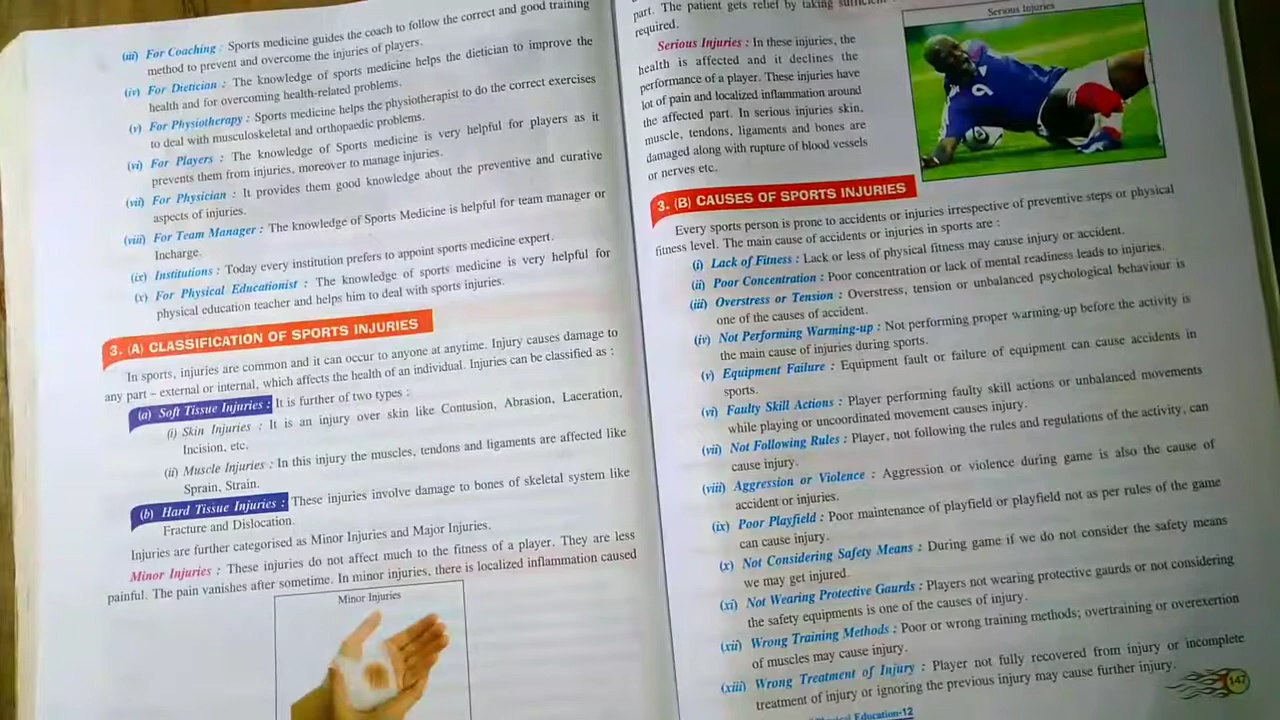 (iii) For Coaching : Sports medicine guides the coach to follow the correct and good training
method to prevent and overcome the injuries of players.
(iv) For Dietician : The knowledge of sports medicine helps the dietician to improve the
health and for overcoming health-related problems.
(v) For Physiotherapy : Sports medicine helps the physiotherapist to do the correct exercises
to deal with musculoskeletal and orthopaedic problems.
(vi) For Players : The knowledge of Sports medicine is very helpful for players as it
prevents them from injuries, moreover to manage injuries.
(vii) For Physician : It provides them good knowledge about the preventive and curative
aspects of injuries.
(viii) For Team Manager : The knowledge of Sports Medicine is helpful for team manager or
Incharge.
(ix) Institutions : Today every institution prefers to appoint sports medicine expert.
(x) For Physical Educationist : The knowledge of sports medicine is very helpful for
physical education teacher and helps him to deal with sports injuries.
3. (A) CLASSIFICATION OF SPORTS INJURIES
In sports, injuries are common and it can occur to anyone at anytime. Injury causes damage to
any part – external or internal, which affects the health of an individual. Injuries can be classified as :
(a) Soft Tissue Injuries : It is further of two types :
(i) Skin Injuries : It is an injury over skin like Contusion, Abrasion, Laceration,
Incision, etc.
(ii) Muscle Injuries : In this injury the muscles, tendons and ligaments are affected like
Sprain, Strain.
(b) Hard Tissue Injuries : These injuries involve damage to bones of skeletal system like
Fracture and Dislocation.
Injuries are further categorised as Minor Injuries and Major Injuries.
Minor Injuries : These injuries do not affect much to the fitness of a player. They are less
painful. The pain vanishes after sometime. In minor injuries, there is localized inflammation caused
Minor Injuries
part. The patient gets relief by taking sufficient
required.
Serious Injuries : In these injuries, the
health is affected and it declines the
performance of a player. These injuries have
lot of pain and localized inflammation around
the affected part. In serious injuries skin,
muscle, tendons, ligaments and bones are
damaged along with rupture of blood vessels
or nerves etc.
Serious Injuries
9
3. (B) CAUSES OF SPORTS INJURIES
Every sports person is prone to accidents or injuries irrespective of preventive steps or physical
fitness level. The main cause of accidents or injuries in sports are :
(i) Lack of Fitness : Lack or less of physical fitness may cause injury or accident.
(ii) Poor Concentration : Poor concentration or lack of mental readiness leads to injuries.
(iii) Overstress or Tension : Overstress, tension or unbalanced psychological behaviour is
one of the causes of accident.
(iv) Not Performing Warming-up : Not performing proper warming-up before the activity is
the main cause of injuries during sports.
(v) Equipment Failure : Equipment fault or failure of equipment can cause accidents in
sports.
(vi) Faulty Skill Actions : Player performing faulty skill actions or unbalanced movements
while playing or uncoordinated movement causes injury.
(vii) Not Following Rules : Player, not following the rules and regulations of the activity, can
cause injury.
(viii) Aggression or Violence : Aggression or violence during game is also the cause of
accident or injuries.
(ix) Poor Playfield : Poor maintenance of playfield or playfield not as per rules of the game
can cause injury.
(x) Not Considering Safety Means : During game if we do not consider the safety means
we may get injured.
(xi) Not Wearing Protective Gaurds : Players not wearing protective gaurds or not considering
the safety equipments is one of the causes of injury.
(xii) Wrong Training Methods : Poor or wrong training methods; overtraining or overexertion
of muscles may cause injury.
(xiii) Wrong Treatment of Injury : Player not fully recovered from injury or incomplete
treatment of injury or ignoring the previous injury may cause further injury.
147
Physical Education-12